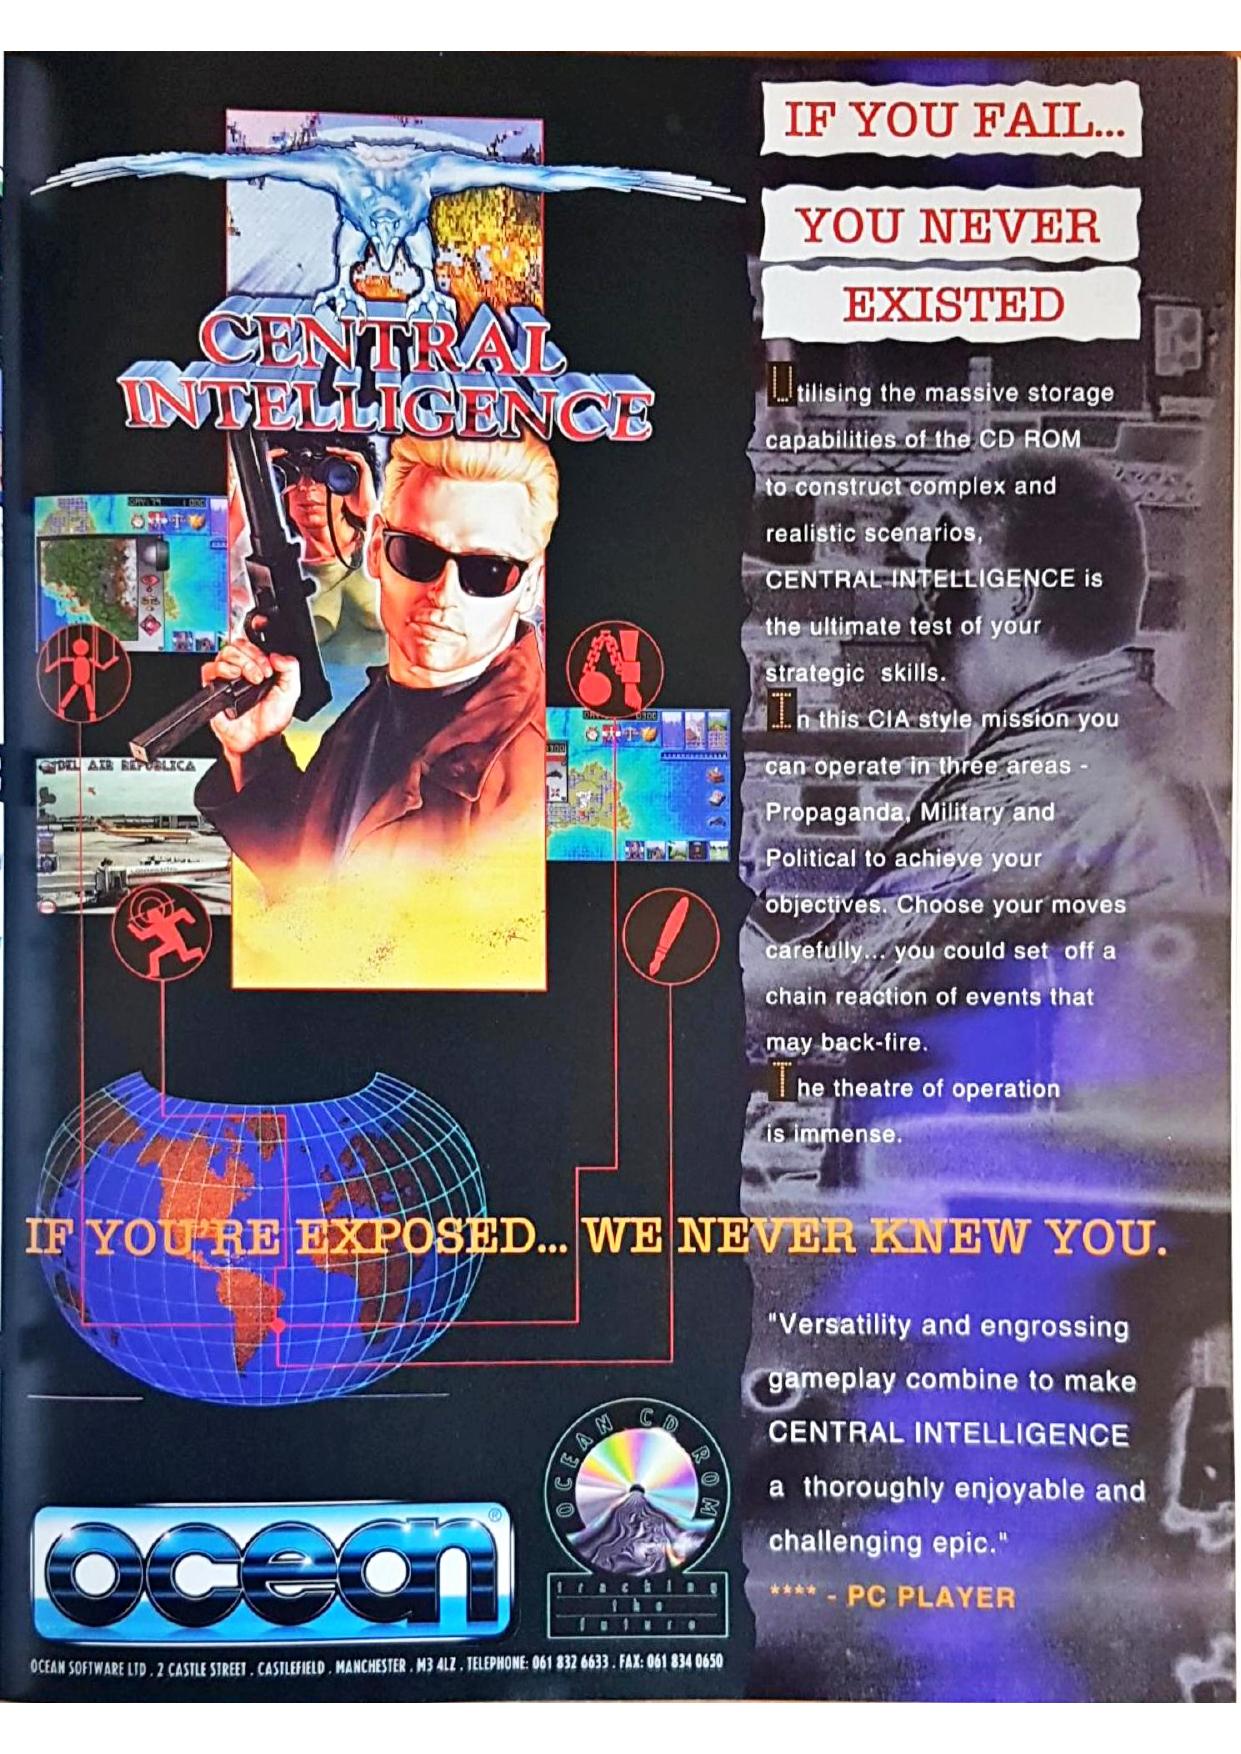 IF YOU FAIL...
YOU NEVER
EXISTED
CENTRAL
INTELLIGENCE
Utilising the massive storage
capabilities of the CD ROM
to construct complex and
realistic scenarios,
CENTRAL INTELLIGENCE is
the ultimate test of your
strategic skills.
In this CIA style mission you
can operate in three areas -
Propaganda, Military and
Political to achieve your
objectives. Choose your moves
carefully... you could set off a
chain reaction of events that
may back-fire.
The theatre of operation
is immense.
DEL AIR REPUBLICA
IF YOU'RE EXPOSED... WE NEVER KNEW YOU.
"Versatility and engrossing
gameplay combine to make
CENTRAL INTELLIGENCE
a thoroughly enjoyable and
challenging epic."
**** - PC PLAYER
OCEAN CD ROM
tracking
the
future
ocean®
OCEAN SOFTWARE LTD . 2 CASTLE STREET . CASTLEFIELD . MANCHESTER . M3 4LZ . TELEPHONE: 061 832 6633 . FAX: 061 834 0650